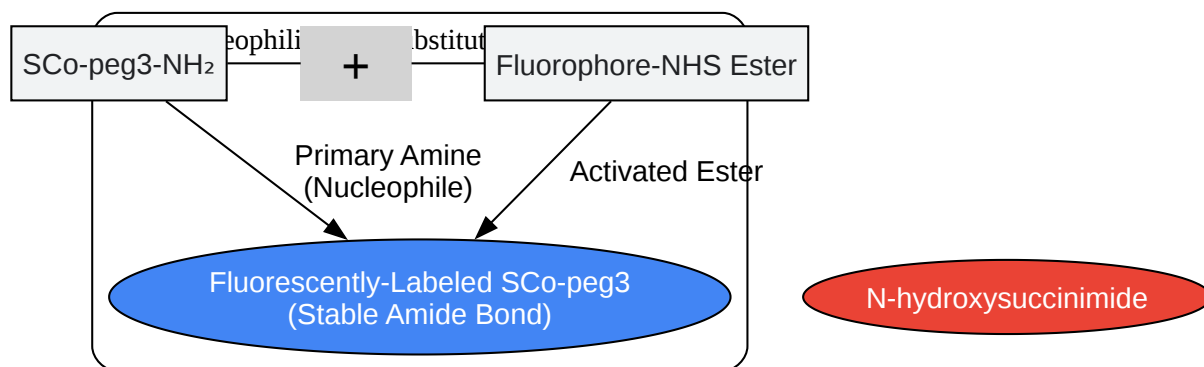 SCo-peg3-NH₂
+
Fluorophore-NHS Ester
Primary Amine
(Nucleophile)
Activated Ester
Fluorescently-Labeled SCo-peg3
(Stable Amide Bond)
N-hydroxysuccinimide